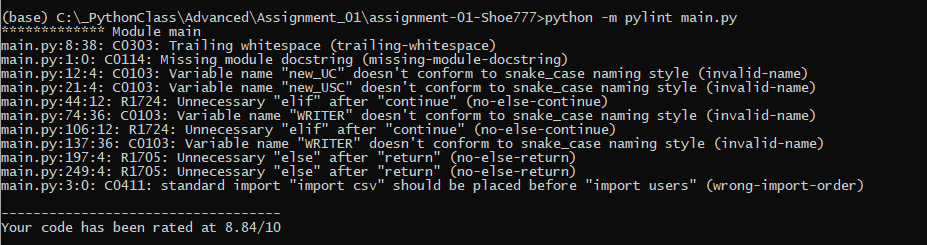 (base) C:\_PythonClass\Advanced\Assignment_01\assignment-01-Shoe777>python -m pylint main.py
************* Module main
main.py:8:38: C0303: Trailing whitespace (trailing-whitespace)
main.py:1:0: C0114: Missing module docstring (missing-module-docstring)
main.py:12:4: C0103: Variable name "new_UC" doesn't conform to snake_case naming style (invalid-name)
main.py:21:4: C0103: Variable name "new_USC" doesn't conform to snake_case naming style (invalid-name)
main.py:44:12: R1724: Unnecessary "elif" after "continue" (no-else-continue)
main.py:74:36: C0103: Variable name "WRITER" doesn't conform to snake_case naming style (invalid-name)
main.py:106:12: R1724: Unnecessary "elif" after "continue" (no-else-continue)
main.py:137:36: C0103: Variable name "WRITER" doesn't conform to snake_case naming style (invalid-name)
main.py:197:4: R1705: Unnecessary "else" after "return" (no-else-return)
main.py:249:4: R1705: Unnecessary "else" after "return" (no-else-return)
main.py:3:0: C0411: standard import "import csv" should be placed before "import users" (wrong-import-order)
-----------------------------------
Your code has been rated at 8.84/10